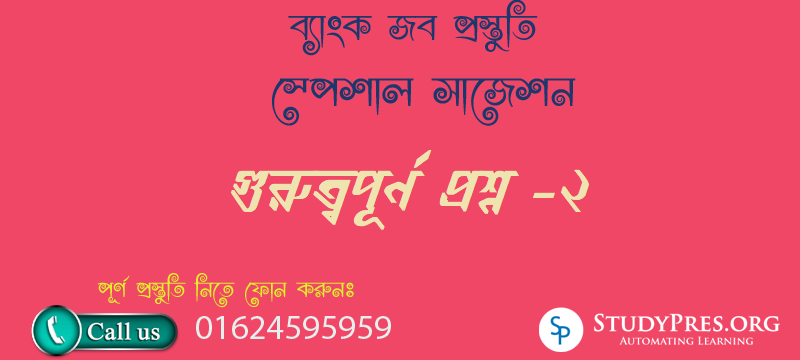 ব্যাংক জব প্রস্তুতি
স্পেশাল সাজেশন
গুরুত্বপূর্ন প্রশ্ন -২
পূর্ণ প্রস্তুতি নিতে ফোন করুনঃ
Call us 01624595959
SP STUDYPRES.ORG
AUTOMATING LEARNING